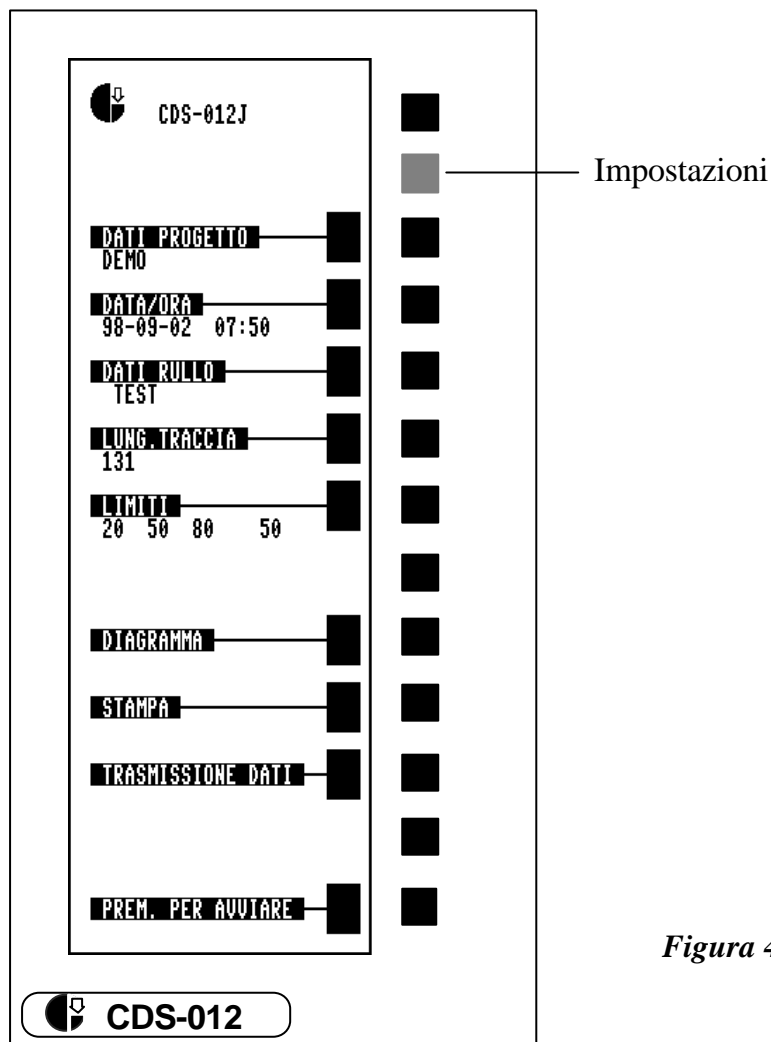 CDS-012J
Impostazioni
DATI PROGETTO
DEMO
DATA/ORA
98-09-02 07:50
DATI RULLO
TEST
LUNG.TRACCIA
131
LIMITI
20 50 80 50
DIAGRAMMA
STAMPA
TRASMISSIONE DATI
PREM. PER AVVIARE
Figura 4
CDS-012